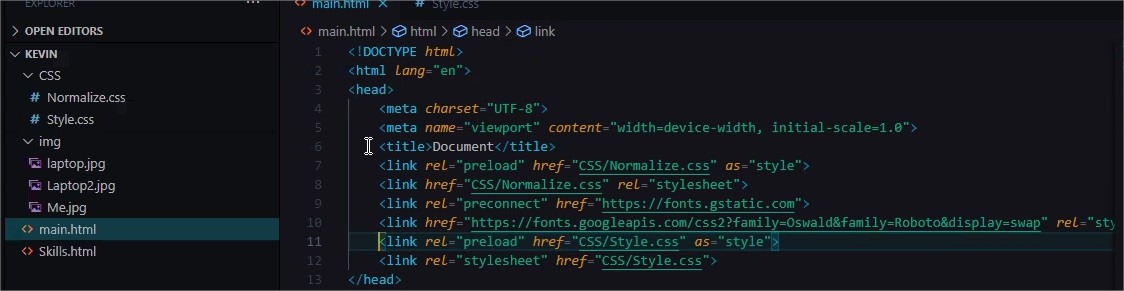 EXPLORER ...
main.html ×
Style.css
OPEN EDITORS
KEVIN
CSS
# Normalize.css
# Style.css
img
laptop.jpg
Laptop2.jpg
Me.jpg
<> main.html
<> Skills.html
<> main.html > html > head > link
1 <!DOCTYPE html>
2 <html lang="en">
3 <head>
4 <meta charset="UTF-8">
5 <meta name="viewport" content="width=device-width, initial-scale=1.0">
6 <title>Document</title>
7 <link rel="preload" href="CSS/Normalize.css" as="style">
8 <link href="CSS/Normalize.css" rel="stylesheet">
9 <link rel="preconnect" href="https://fonts.gstatic.com">
10 <link href="https://fonts.googleapis.com/css2?family=Oswald&family=Roboto&display=swap" rel="sty
11 <link rel="preload" href="CSS/Style.css" as="style">
12 <link rel="stylesheet" href="CSS/Style.css">
13 </head>